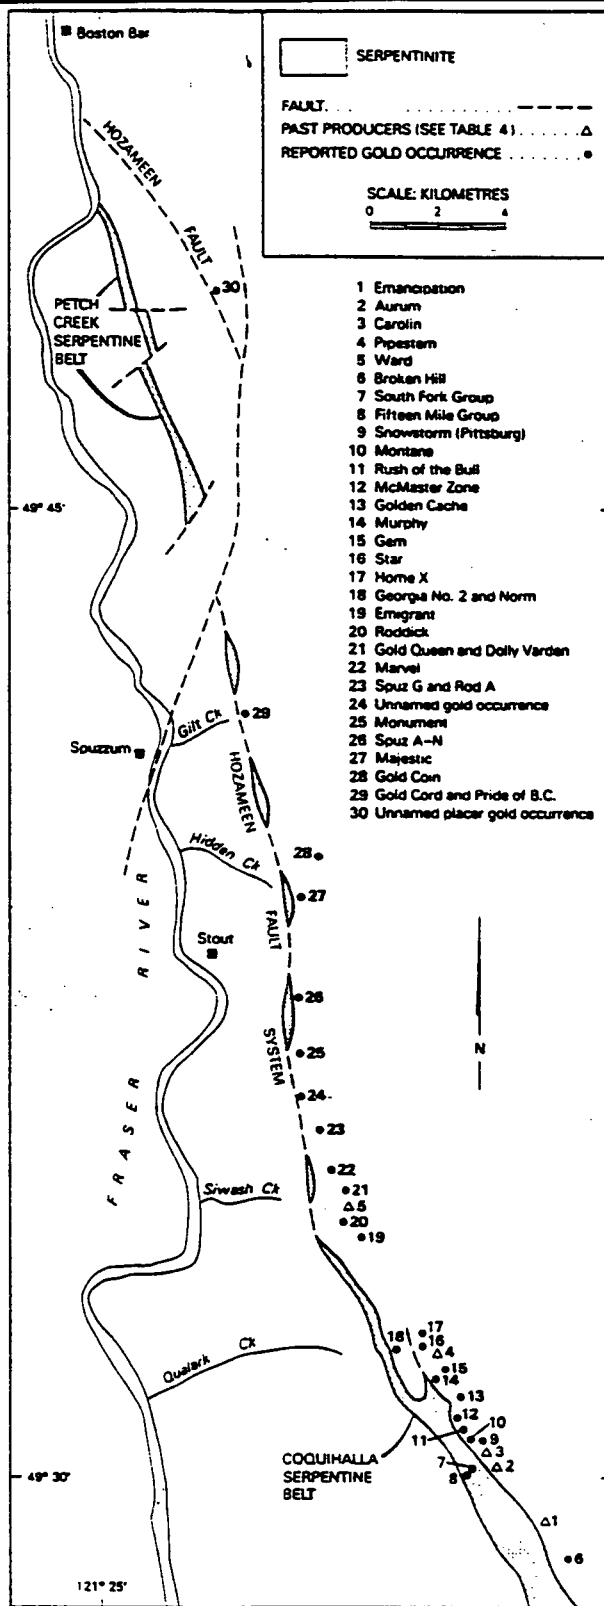 Boston Bar
SERPENTINITE
FAULT. . . . . . . . . . . . . . . — — — —
PAST PRODUCERS (SEE TABLE 4) . . . . . . . △
REPORTED GOLD OCCURRENCE . . . . . . . ●
SCALE: KILOMETRES
0 2 4
HOZAMEEN
FAULT
30
PETCH
CREEK
SERPENTINE
BELT
1 Emancipation
2 Aurum
3 Carolin
4 Pipestem
5 Ward
6 Broken Hill
7 South Fork Group
8 Fifteen Mile Group
9 Snowstorm (Pittsburg)
10 Montana
11 Rush of the Bull
12 McMaster Zone
13 Golden Cache
14 Murphy
15 Gem
16 Star
17 Home X
18 Georgia No. 2 and Norm
19 Emigrant
20 Roddick
21 Gold Queen and Dolly Varden
22 Marvel
23 Spuz G and Rod A
24 Unnamed gold occurrence
25 Monument
26 Spuz A–N
27 Majestic
28 Gold Coin
29 Gold Cord and Pride of B.C.
30 Unnamed placer gold occurrence
49° 45'
Gilt Ck
29
Spuzzum
HOZAMEEN
Hidden Ck
28
27
FAULT
Stout
26
SYSTEM
25
24
23
22
21
5
20
19
FRASER RIVER
N
Siwash Ck
Qualark Ck
17
16
18
4
15
14
13
12
11
10
9
3
7
2
8
COQUIHALLA
SERPENTINE
BELT
49° 30'
1
6
121° 25'